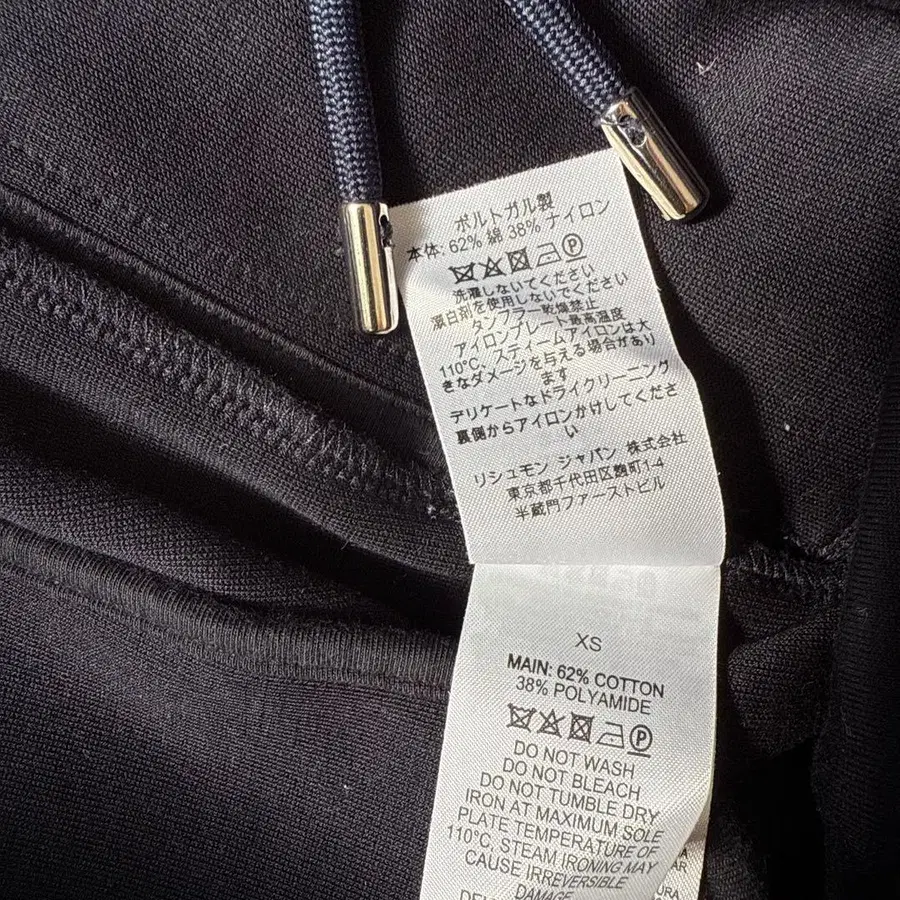 ポルトガル製
本体: 62% 綿 38% ナイロン
洗濯しないでください
漂白剤を使用しないでください
タンブラー乾燥禁止
アイロンプレート最高温度
110°C、スティームアイロンは大
きなダメージを与える場合があり
ます
デリケートなドライクリーニング
裏側からアイロンかけしてくださ
い
リシュモン ジャパン 株式会社
東京都千代田区麹町1-4
半蔵門ファーストビル
XS
MAIN: 62% COTTON
38% POLYAMIDE
DO NOT WASH
DO NOT BLEACH
DO NOT TUMBLE DRY
IRON AT MAXIMUM SOLE
PLATE TEMPERATURE OF
110°C, STEAM IRONING MAY
CAUSE IRREVERSIBLE
DAMAGE